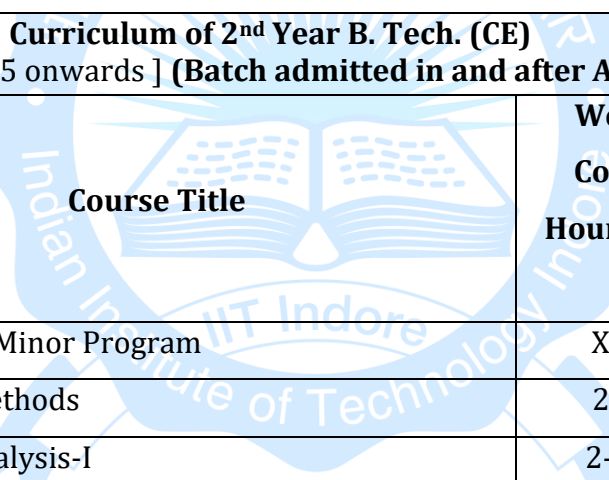 Curriculum of 2nd Year B. Tech. (CE)
5 onwards ] (Batch admitted in and after A
Course Title
We
Co
Hour
Minor Program
X
ethods
2
alysis-I
2-
Indian Institute of Technology Indore
IIT Indore